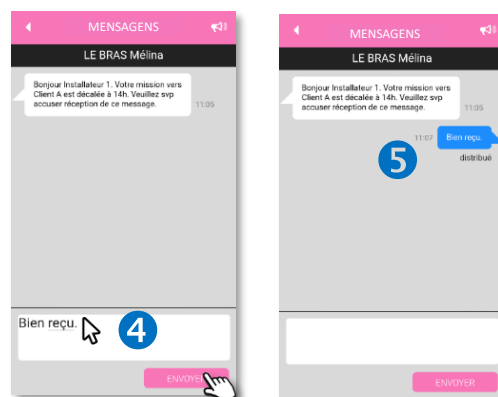 MENSAGENS
LE BRAS Mélina
Bonjour Installateur 1. Votre mission vers
Client A est décalée à 14h. Veuillez svp
accuser réception de ce message.
11:05
Bien reçu.
4
ENVOYER
MENSAGENS
LE BRAS Mélina
Bonjour Installateur 1. Votre mission vers
Client A est décalée à 14h. Veuillez svp
accuser réception de ce message.
11:05
11:07 Bien reçu.
distribué
5
ENVOYER